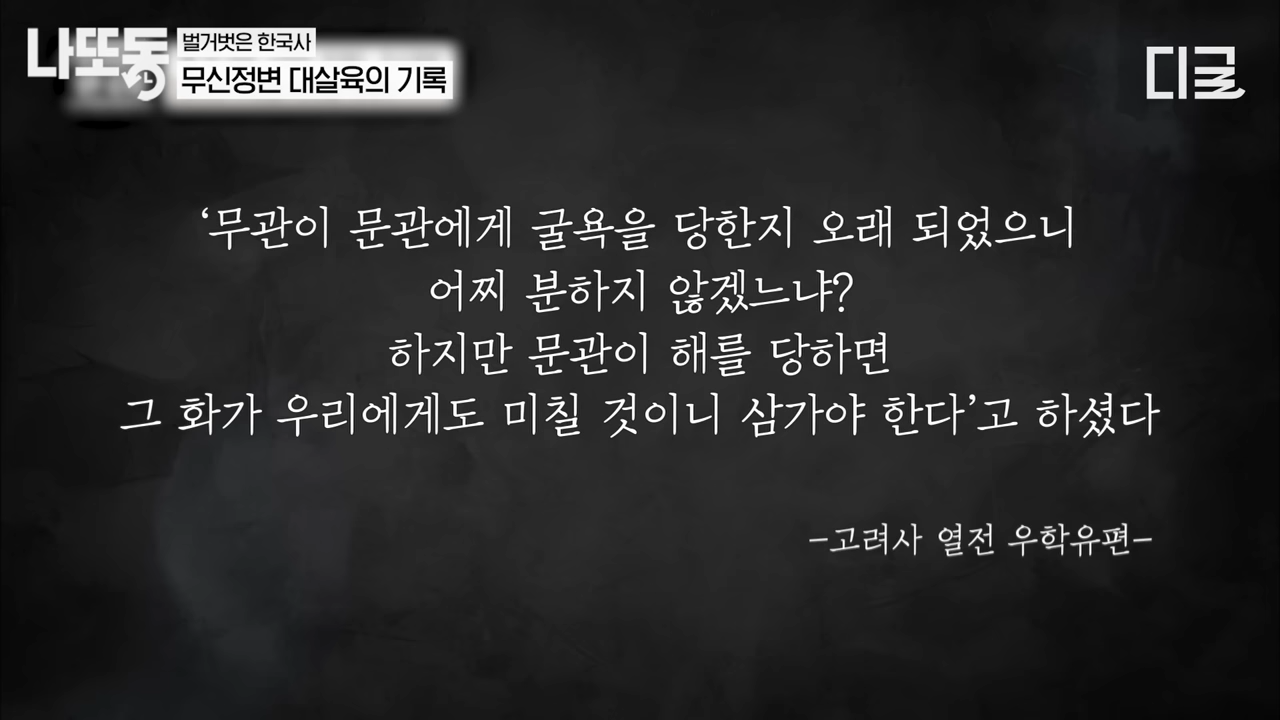 나또동
벌거벗은 한국사
무신정변 대살육의 기록
디글
‘무관이 문관에게 굴욕을 당한지 오래 되었으니
어찌 분하지 않겠느냐?
하지만 문관이 해를 당하면
그 화가 우리에게도 미칠 것이니 삼가야 한다’고 하셨다
-고려사 열전 우학유편-